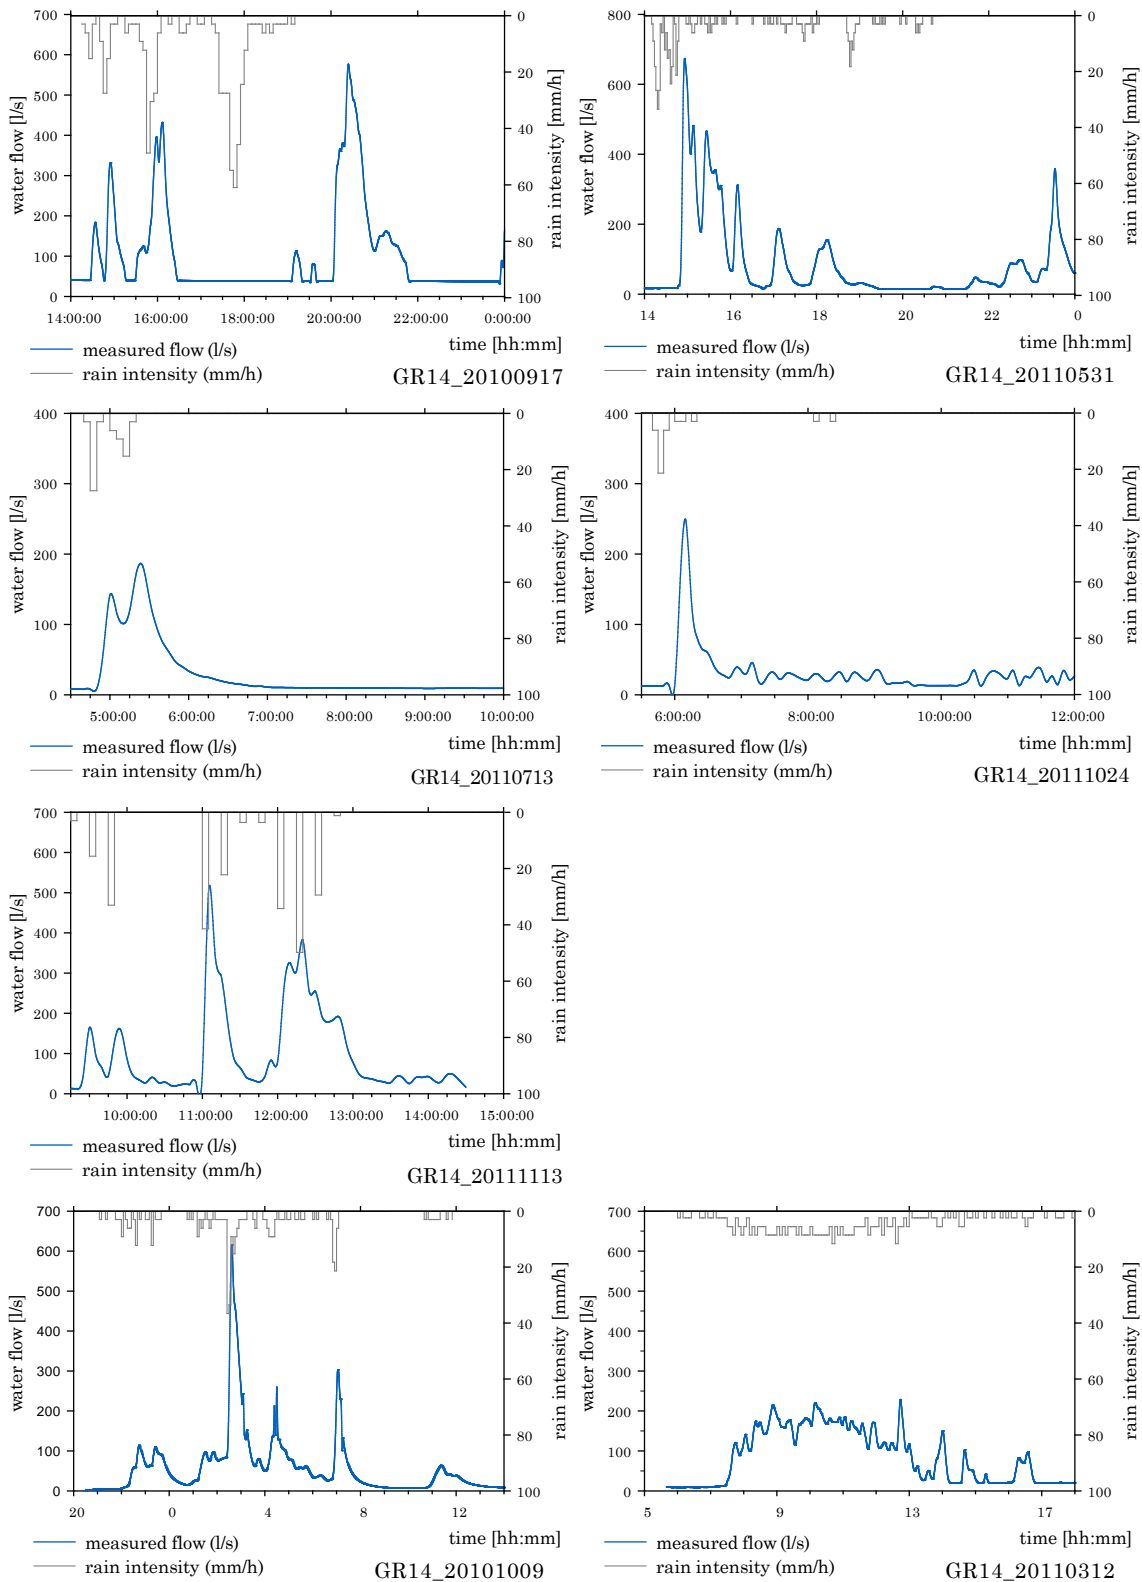 700
600
500
400
300
200
100
0
water flow [l/s]
0
20
40
60
80
100
rain intensity [mm/h]
14:00:00 16:00:00 18:00:00 20:00:00 22:00:00 0:00:00
time [hh:mm]
measured flow (l/s)
rain intensity (mm/h)
GR14_20100917
800
600
400
200
0
water flow [l/s]
0
20
40
60
80
100
rain intensity [mm/h]
14 16 18 20 22 0
time [hh:mm]
measured flow (l/s)
rain intensity (mm/h)
GR14_20110531
400
300
200
100
0
water flow [l/s]
0
20
40
60
80
100
rain intensity [mm/h]
5:00:00 6:00:00 7:00:00 8:00:00 9:00:00 10:00:00
time [hh:mm]
measured flow (l/s)
rain intensity (mm/h)
GR14_20110713
400
300
200
100
0
water flow [l/s]
0
20
40
60
80
100
rain intensity [mm/h]
6:00:00 8:00:00 10:00:00 12:00:00
time [hh:mm]
measured flow (l/s)
rain intensity (mm/h)
GR14_20111024
700
600
500
400
300
200
100
0
water flow [l/s]
0
20
40
60
80
100
rain intensity [mm/h]
10:00:00 11:00:00 12:00:00 13:00:00 14:00:00 15:00:00
time [hh:mm]
measured flow (l/s)
rain intensity (mm/h)
GR14_20111113
700
600
500
400
300
200
100
0
water flow [l/s]
0
20
40
60
80
100
rain intensity [mm/h]
20 0 4 8 12
time [hh:mm]
measured flow (l/s)
rain intensity (mm/h)
GR14_20101009
700
600
500
400
300
200
100
0
water flow [l/s]
0
20
40
60
80
100
rain intensity [mm/h]
5 9 13 17
time [hh:mm]
measured flow (l/s)
rain intensity (mm/h)
GR14_20110312